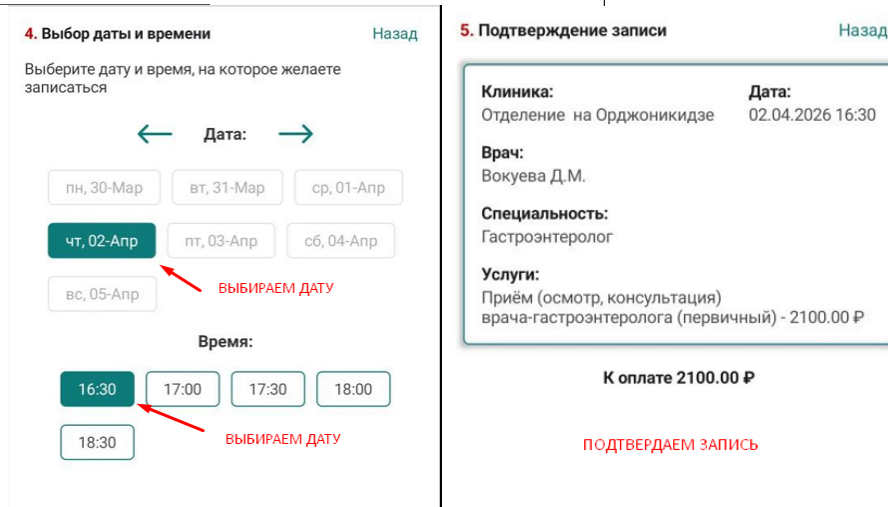 4. Выбор даты и времени
Назад
Выберите дату и время, на которое желаете
записаться
Дата:
пн, 30-Мар
вт, 31-Мар
ср, 01-Апр
чт, 02-Апр
пт, 03-Апр
сб, 04-Апр
вс, 05-Апр
ВЫБИРАЕМ ДАТУ
Время:
16:30
17:00
17:30
18:00
18:30
ВЫБИРАЕМ ДАТУ
5. Подтверждение записи
Назад
Клиника:
Отделение на Орджоникидзе
Дата:
02.04.2026 16:30
Врач:
Вокуева Д.М.
Специальность:
Гастроэнтеролог
Услуги:
Приём (осмотр, консультация)
врача-гастроэнтеролога (первичный) - 2100.00 ₽
К оплате 2100.00 ₽
ПОДТВЕРДАЕМ ЗАПИСЬ